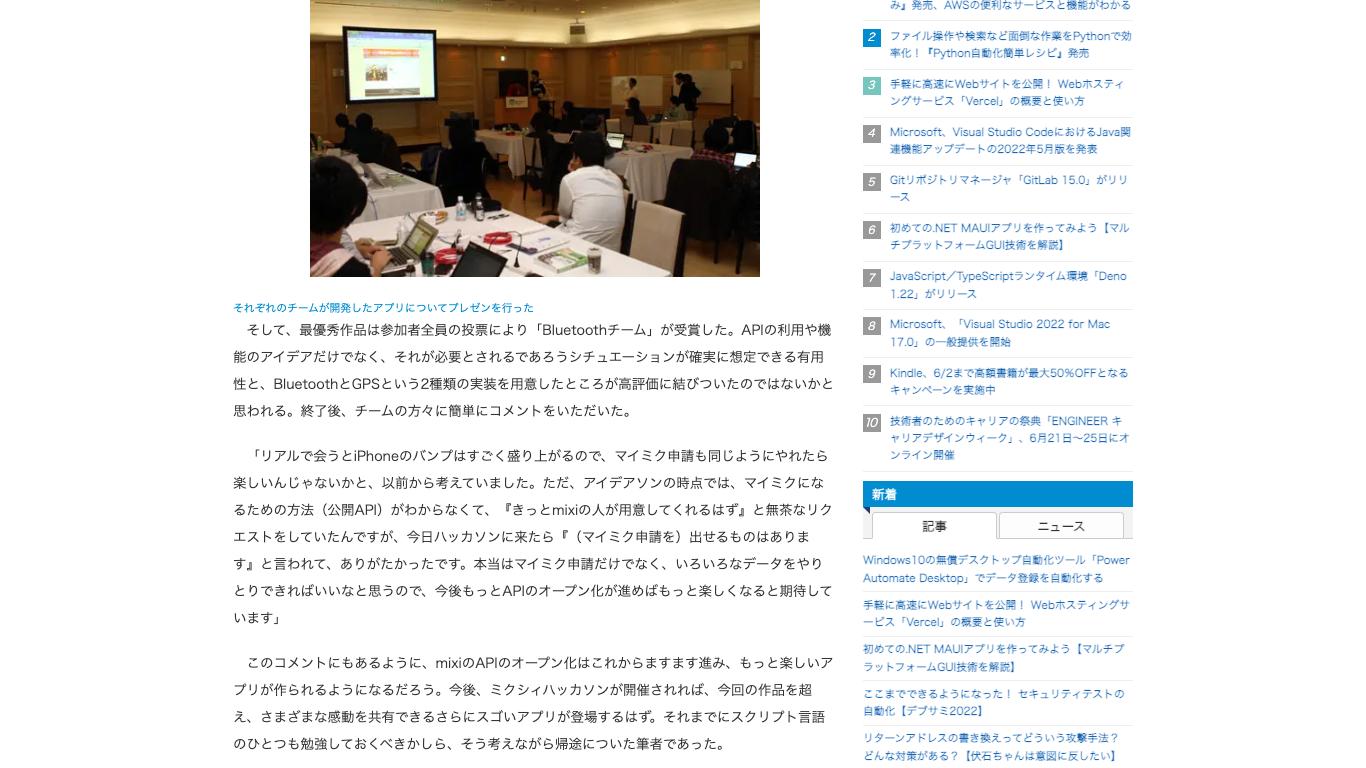 それぞれのチームが開発したアプリについてプレゼンを行った
そして、最優秀作品は参加者全員の投票により「Bluetoothチーム」が受賞した。APIの利用や機
能のアイデアだけでなく、それが必要とされるであろうシチュエーションが確実に想定できる有用
性と、BluetoothとGPSという2種類の実装を用意したところが高評価に結びついたのではないかと
思われる。終了後、チームの方々に簡単にコメントをいただいた。
「リアルで会うとiPhoneのバンプはすごく盛り上がるので、マイミク申請も同じようにやれたら
楽しいんじゃないかと、以前から考えていました。ただ、アイデアソンの時点では、マイミクにな
るための方法（公開API）がわからなくて、『きっとmixiの人が用意してくれるはず』と無茶なリク
エストをしていたんですが、今日ハッカソンに来たら『（マイミク申請を）出せるものはありま
す』と言われて、ありがたかったです。本当はマイミク申請だけでなく、いろいろなデータをやり
とりできればいいなと思うので、今後もっとAPIのオープン化が進めばもっと楽しくなると期待して
います」
このコメントにもあるように、mixiのAPIのオープン化はこれからますます進み、もっと楽しいア
プリが作られるようになるだろう。今後、ミクシィハッカソンが開催されれば、今回の作品を超
え、さまざまな感動を共有できるさらにスゴいアプリが登場するはず。それまでにスクリプト言語
のひとつも勉強しておくべきかしら、そう考えながら帰途についた筆者であった。
み』発売、AWSの便利なサービスと機能がわかる
2 ファイル操作や検索など面倒な作業をPythonで効
率化！『Python自動化簡単レシピ』発売
3 手軽に高速にWebサイトを公開！ Webホスティ
ングサービス「Vercel」の概要と使い方
4 Microsoft、Visual Studio CodeにおけるJava関
連機能アップデートの2022年5月版を発表
5 Gitリポジトリマネージャ「GitLab 15.0」がリリ
ース
6 初めての.NET MAUIアプリを作ってみよう【マル
チプラットフォームGUI技術を解説】
7 JavaScript／TypeScriptランタイム環境「Deno
1.22」がリリース
8 Microsoft、「Visual Studio 2022 for Mac
17.0」の一般提供を開始
9 Kindle、6/2まで高額書籍が最大50％OFFとなる
キャンペーンを実施中
10 技術者のためのキャリアの祭典「ENGINEER キ
ャリアデザインウィーク」、6月21日～25日にオ
ンライン開催
新着
記事 ニュース
Windows10の無償デスクトップ自動化ツール「Power
Automate Desktop」でデータ登録を自動化する
手軽に高速にWebサイトを公開！ Webホスティングサ
ービス「Vercel」の概要と使い方
初めての.NET MAUIアプリを作ってみよう【マルチプ
ラットフォームGUI技術を解説】
ここまでできるようになった！ セキュリティテストの
自動化【デブサミ2022】
リターンアドレスの書き換えってどういう攻撃手法？
どんな対策がある？【伏石ちゃんは意図に反したい】